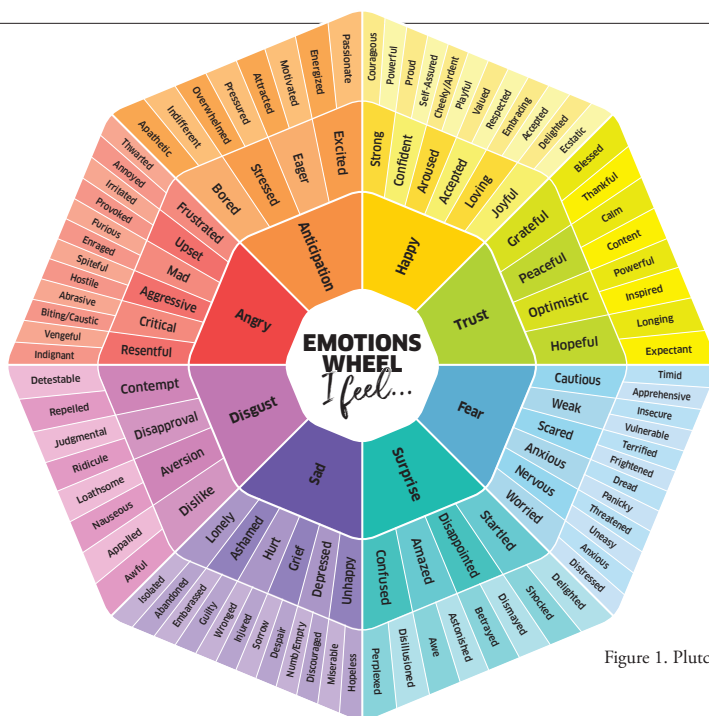 EMOTIONS
WHEEL
I feel...
Happy
Strong
Confident
Aroused
Accepted
Loving
Joyful
Courageous
Powerful
Proud
Self-Assured
Cheeky/Ardent
Playful
Valued
Respected
Embracing
Accepted
Delighted
Ecstatic
Trust
Grateful
Peaceful
Optimistic
Hopeful
Blessed
Thankful
Calm
Content
Powerful
Inspired
Longing
Expectant
Fear
Cautious
Weak
Scared
Anxious
Nervous
Worried
Timid
Apprehensive
Insecure
Vulnerable
Terrified
Frightened
Dread
Panicky
Threatened
Uneasy
Anxious
Distressed
Surprise
Startled
Disappointed
Amazed
Confused
Delighted
Shocked
Dismayed
Betrayed
Astonished
Awe
Disillusioned
Perplexed
Sad
Unhappy
Depressed
Grief
Hurt
Ashamed
Lonely
Hopeless
Miserable
Discouraged
Numb/Empty
Despair
Sorrow
Injured
Wronged
Guilty
Embarassed
Abandoned
Isolated
Disgust
Dislike
Aversion
Disapproval
Contempt
Awful
Appalled
Nauseous
Loathsome
Ridicule
Judgmental
Repelled
Detestable
Angry
Resentful
Critical
Aggressive
Mad
Upset
Frustrated
Indignant
Vengeful
Biting/Caustic
Abrasive
Hostile
Spiteful
Enraged
Furious
Provoked
Irritated
Annoyed
Thwarted
Anticipation
Bored
Stressed
Eager
Excited
Apathetic
Indifferent
Overwhelmed
Pressured
Attracted
Motivated
Energized
Passionate
Figure 1. Plutc